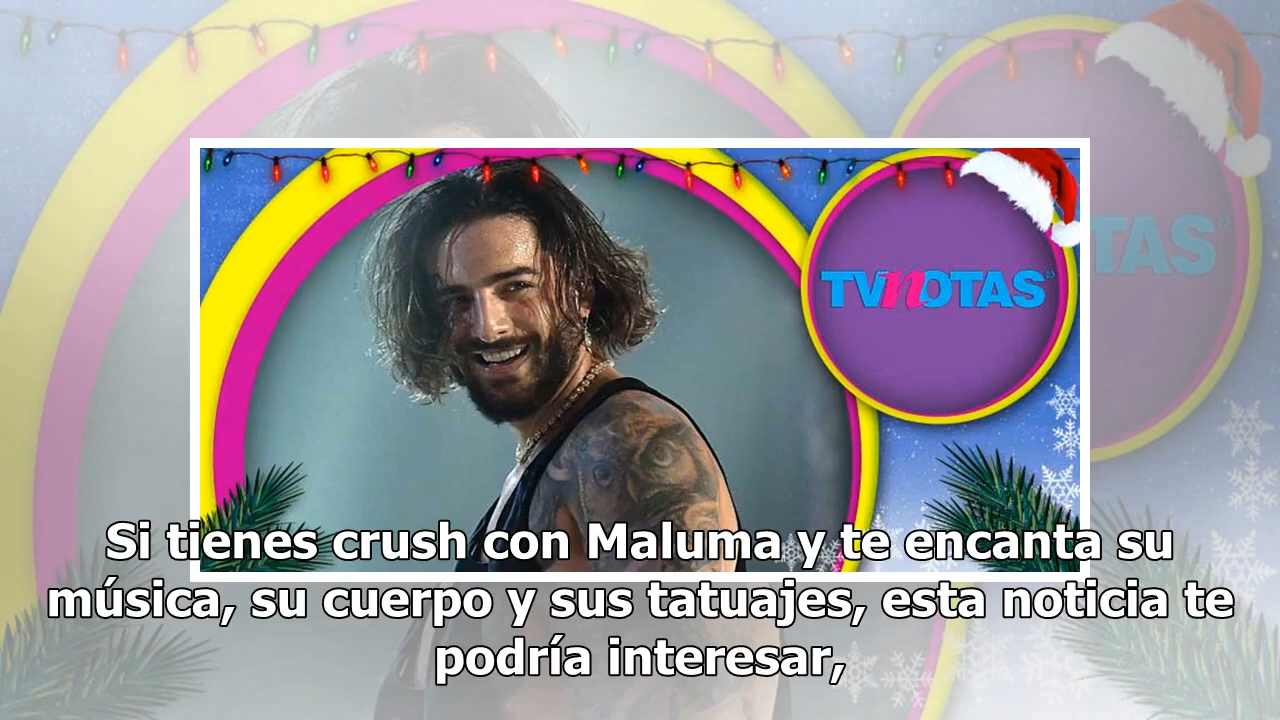 TVnOTAS
TAS
Si tienes crush con Maluma y te encanta su
música, su cuerpo y sus tatuajes, esta noticia te
podría interesar,